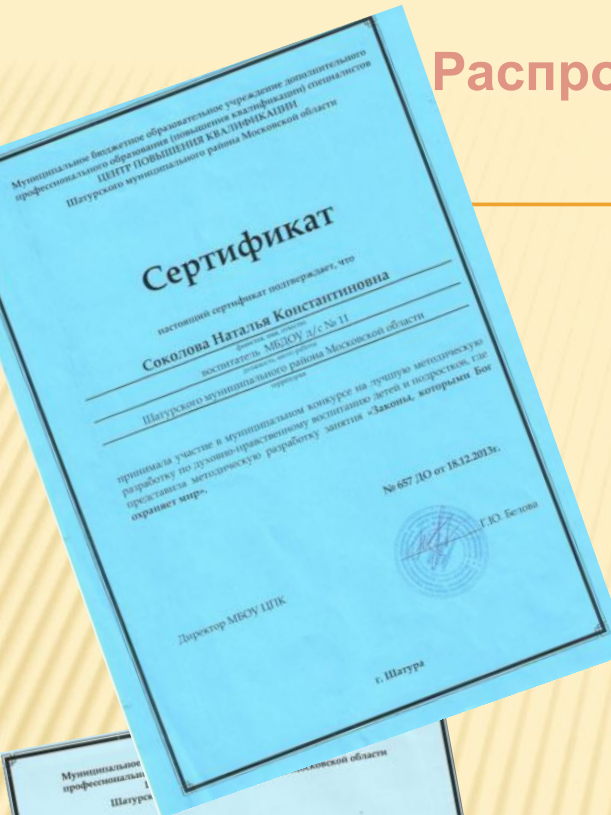 Распро
Муниципальное бюджетное образовательное учреждение дополнительного
профессионального образования (повышения квалификации) специалистов
ЦЕНТР ПОВЫШЕНИЯ КВАЛИФИКАЦИИ
Шатурского муниципального района Московской области
Сертификат
настоящий сертификат подтверждает, что
Соколова Наталья Константиновна
фамилия, имя, отчество
воспитатель МБДОУ д/с № 11
должность, место работы
Шатурского муниципального района Московской области
территория
принимала участие в муниципальном конкурсе на лучшую методическую
разработку по духовно-нравственному воспитанию детей и подростков, где
представила методическую разработку занятия «Законы, которыми Бог
охраняет мир».
№ 657 ДО от 18.12.2013г.
Директор МБОУ ЦПК
Г.Ю. Белова
г. Шатура
Муниципальное
профессиональн
Шатурск
осковской области